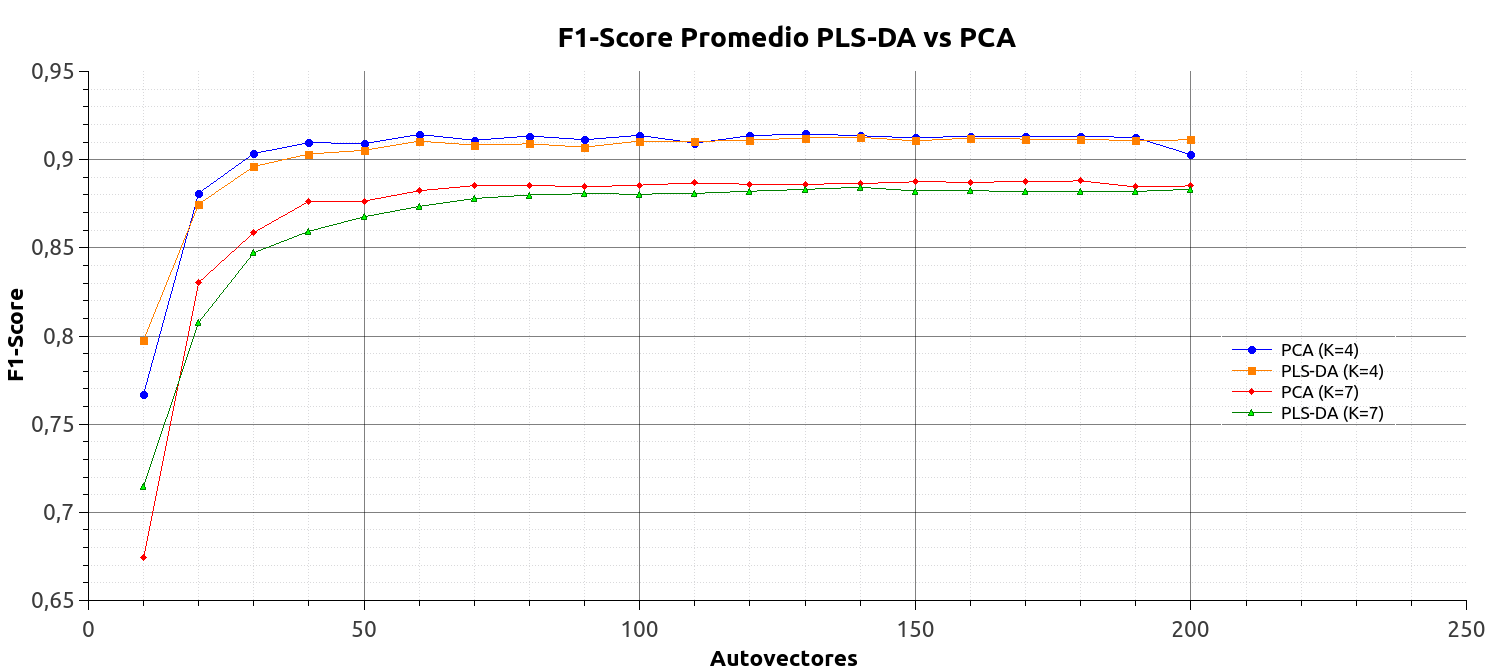 F1-Score Promedio PLS-DA vs PCA
0,95
0,9
0,85
0,8
0,75
0,7
0,65
F1-Score
PCA (K=4)
PLS-DA (K=4)
PCA (K=7)
PLS-DA (K=7)
0 50 100 150 200 250
Autovectores